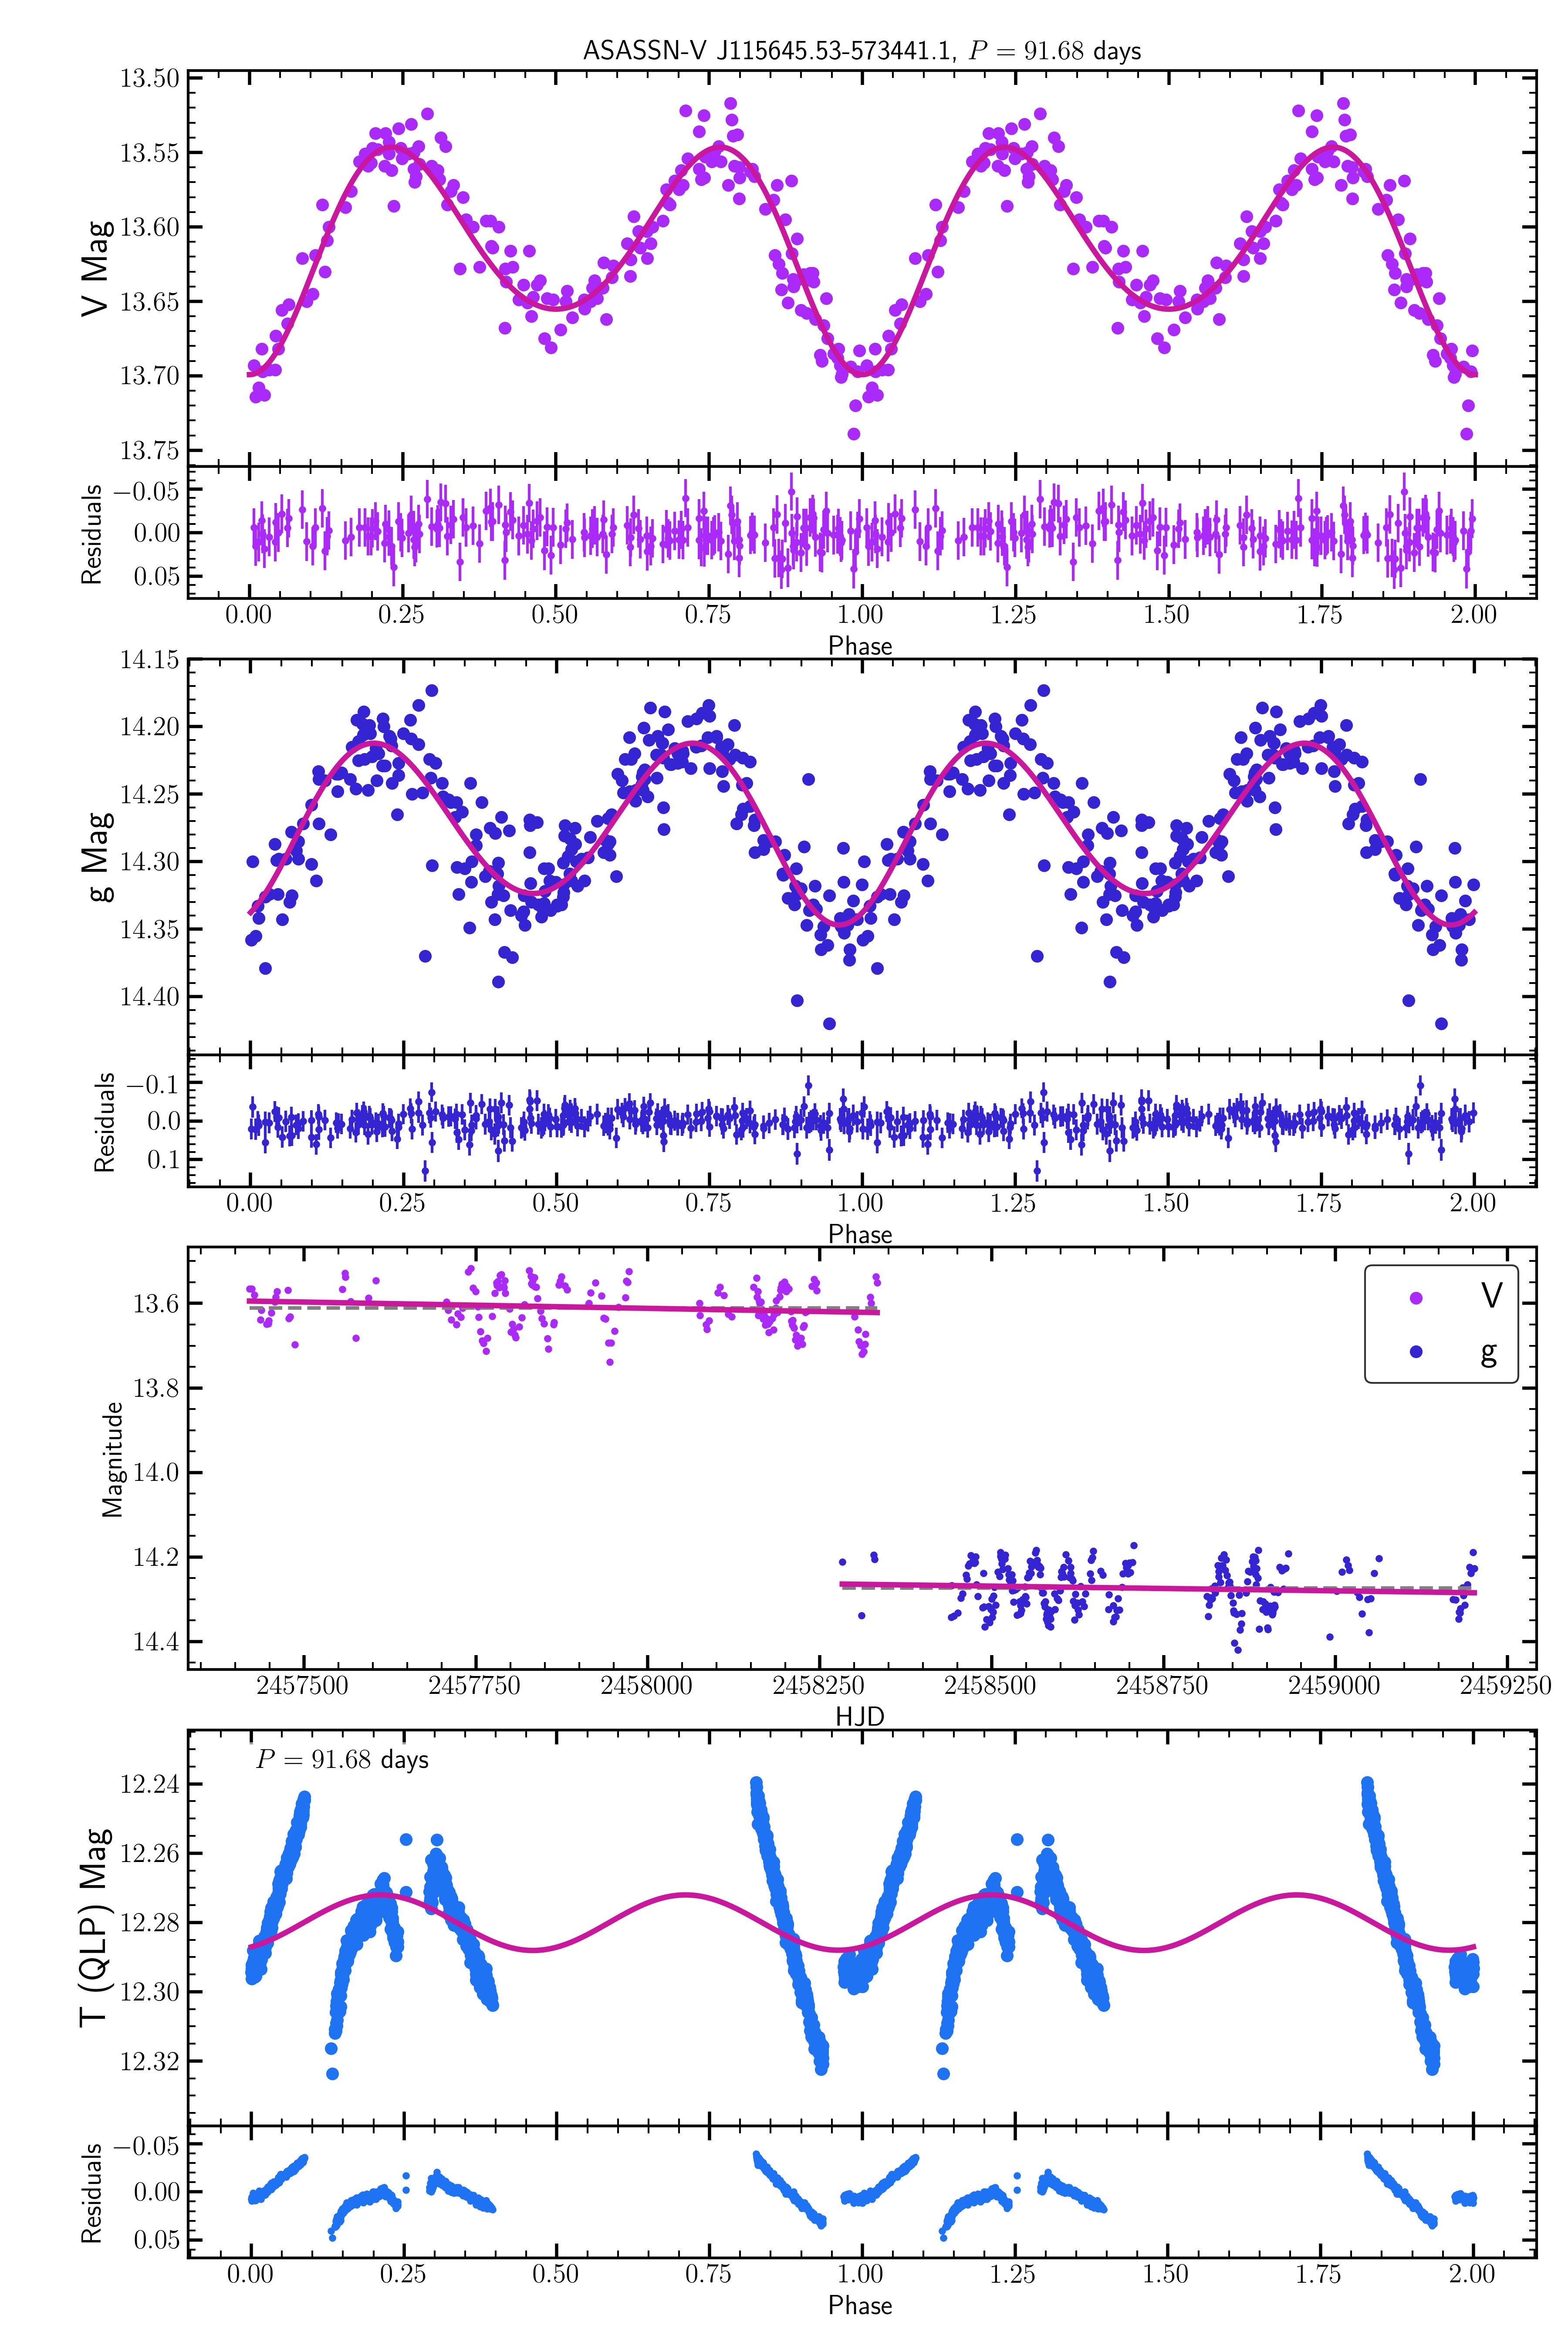 ASASSN-V J115645.53-573441.1, P = 91.68 days
V Mag
13.50
13.55
13.60
13.65
13.70
13.75
Residuals
−0.05
0.00
0.05
0.00 0.25 0.50 0.75 1.00 1.25 1.50 1.75 2.00
Phase
g Mag
14.15
14.20
14.25
14.30
14.35
14.40
Residuals
−0.1
0.0
0.1
0.00 0.25 0.50 0.75 1.00 1.25 1.50 1.75 2.00
Phase
Magnitude
13.6
13.8
14.0
14.2
14.4
V
g
2457500 2457750 2458000 2458250 2458500 2458750 2459000 2459250
HJD
P = 91.68 days
T (QLP) Mag
12.24
12.26
12.28
12.30
12.32
Residuals
−0.05
0.00
0.05
0.00 0.25 0.50 0.75 1.00 1.25 1.50 1.75 2.00
Phase